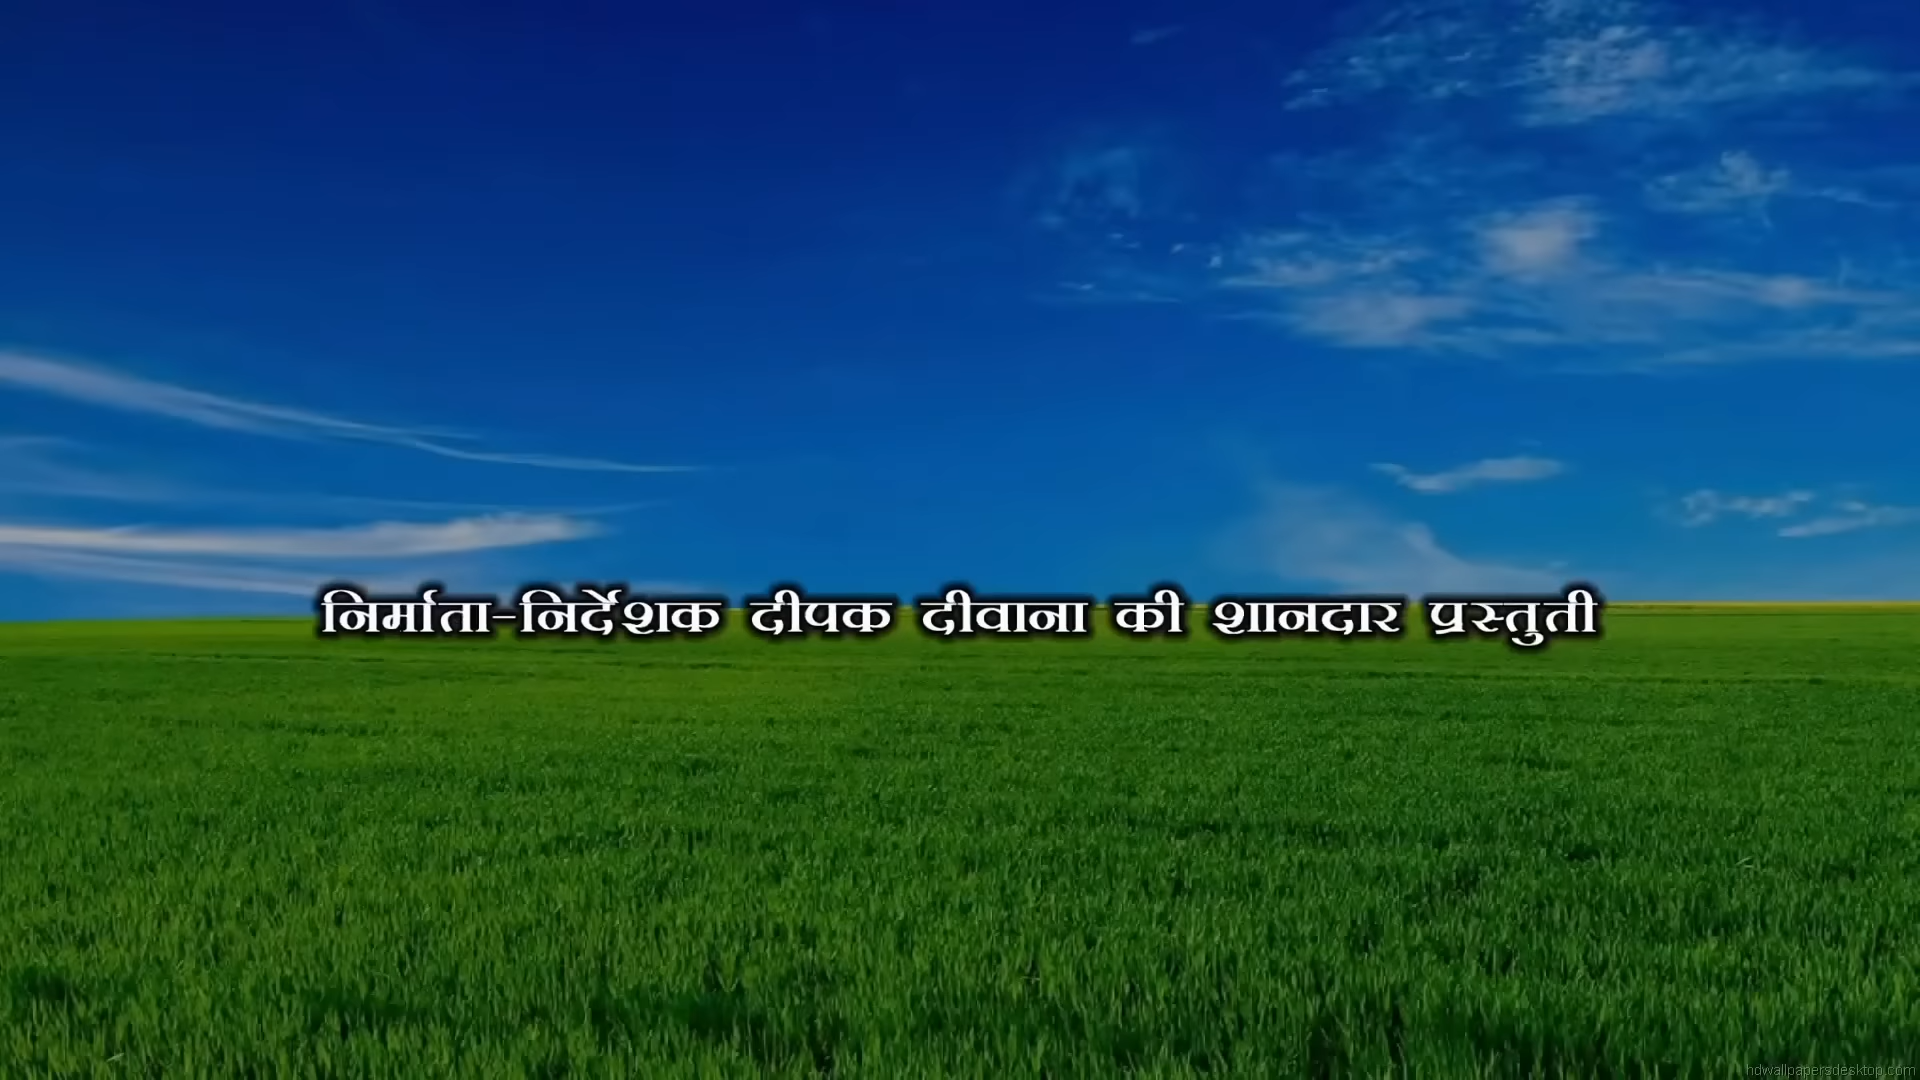 निर्माता-निर्देशक दीपक दीवाना की शानदार प्रस्तुती
hdwallpapersdesktop.com